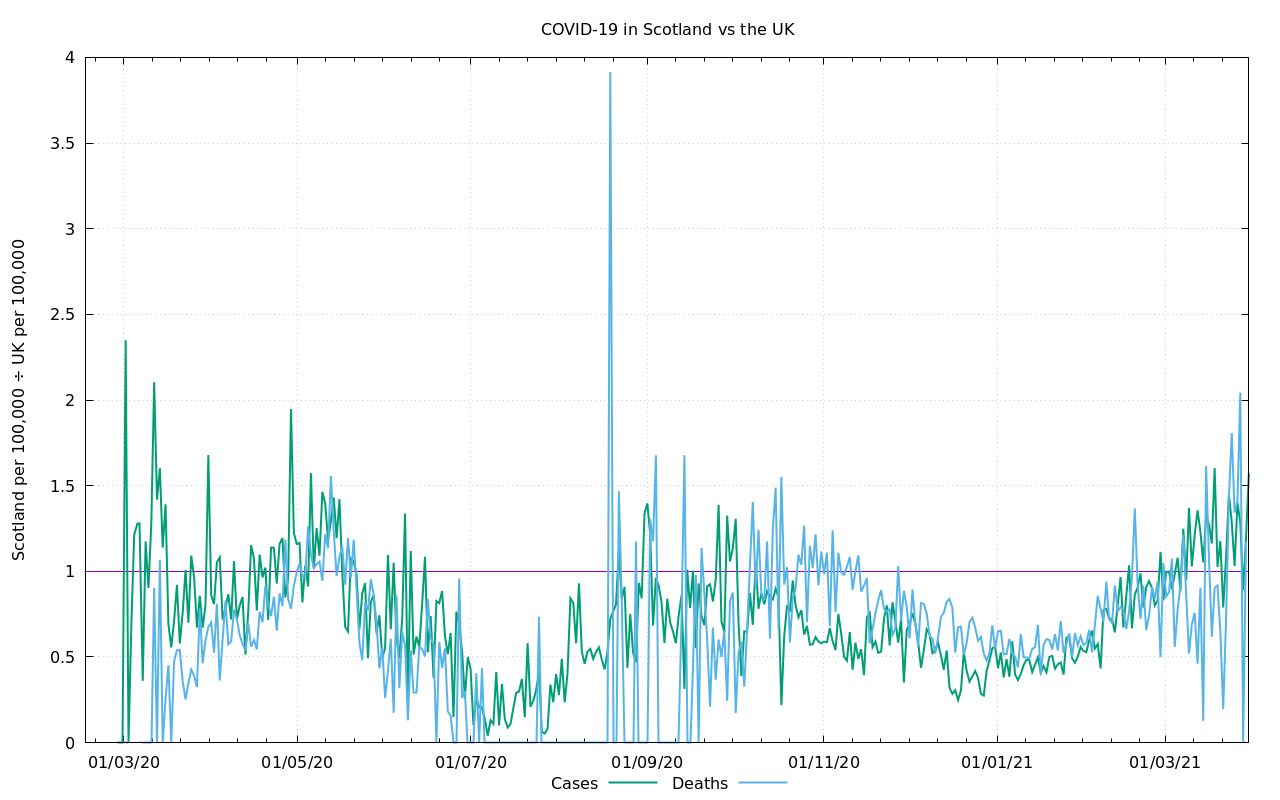 COVID-19 in Scotland vs the UK
Scotland per 100,000 ÷ UK per 100,000
4
3.5
3
2.5
2
1.5
1
0.5
0
01/03/20 01/05/20 01/07/20 01/09/20 01/11/20 01/01/21 01/03/21
Cases Deaths